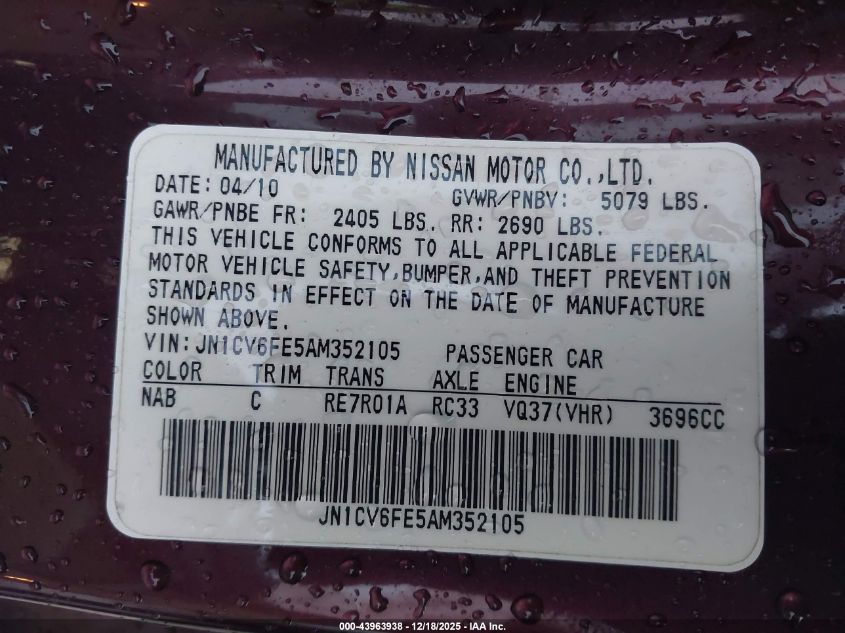 MANUFACTURED BY NISSAN MOTOR CO.,LTD.
DATE: 04/10 GVWR/PNBV: 5079 LBS.
GAWR/PNBE FR: 2405 LBS. RR: 2690 LBS.
THIS VEHICLE CONFORMS TO ALL APPLICABLE FEDERAL
MOTOR VEHICLE SAFETY,BUMPER,AND THEFT PREVENTION
STANDARDS IN EFFECT ON THE DATE OF MANUFACTURE
SHOWN ABOVE.
VIN: JN1CV6FE5AM352105 PASSENGER CAR
COLOR TRIM TRANS AXLE ENGINE
NAB C RE7R01A RC33 VQ37(VHR) 3696CC
JN1CV6FE5AM352105
000-43963938 - 12/18/2025 - IAA Inc.